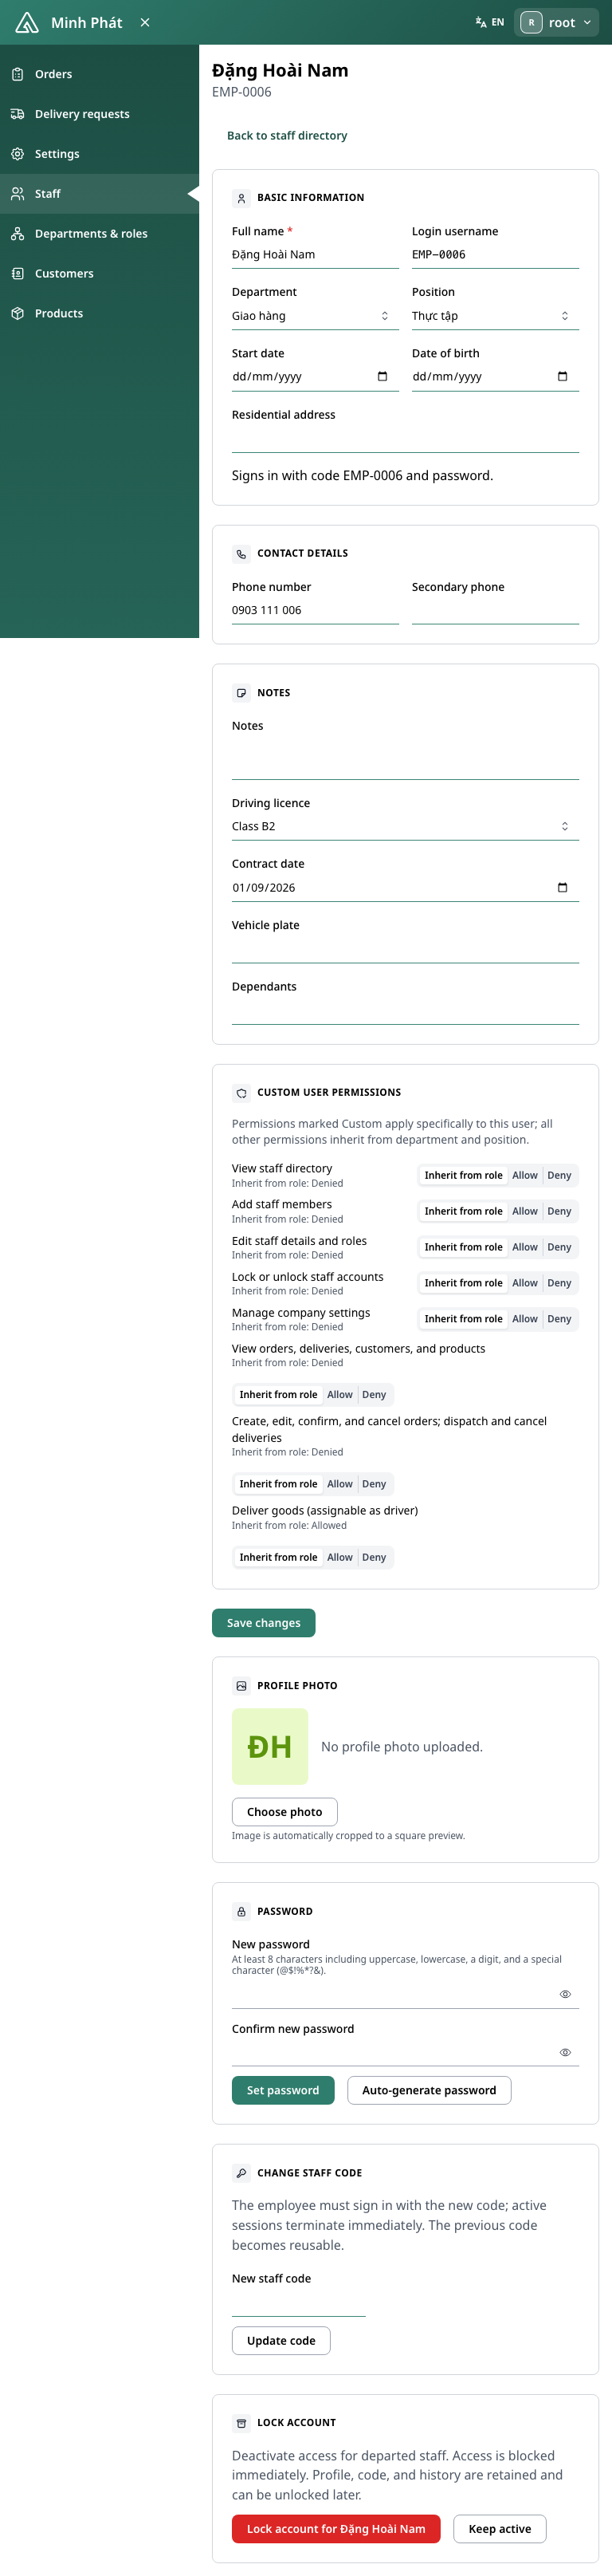 Minh Phát
EN
R
root
Orders
Delivery requests
Settings
Staff
Departments & roles
Customers
Products
Đặng Hoài Nam
EMP-0006
Back to staff directory
BASIC INFORMATION
Full name *
Login username
Đặng Hoài Nam
EMP-0006
Department
Position
Giao hàng
Thực tập
Start date
Date of birth
dd/mm/yyyy
dd/mm/yyyy
Residential address
Signs in with code EMP-0006 and password.
CONTACT DETAILS
Phone number
Secondary phone
0903 111 006
NOTES
Notes
Driving licence
Class B2
Contract date
01/09/2026
Vehicle plate
Dependants
CUSTOM USER PERMISSIONS
Permissions marked Custom apply specifically to this user; all
other permissions inherit from department and position.
View staff directory
Inherit from role: Denied
Inherit from role Allow Deny
Add staff members
Inherit from role: Denied
Inherit from role Allow Deny
Edit staff details and roles
Inherit from role: Denied
Inherit from role Allow Deny
Lock or unlock staff accounts
Inherit from role: Denied
Inherit from role Allow Deny
Manage company settings
Inherit from role: Denied
Inherit from role Allow Deny
View orders, deliveries, customers, and products
Inherit from role: Denied
Inherit from role Allow Deny
Create, edit, confirm, and cancel orders; dispatch and cancel
deliveries
Inherit from role: Denied
Inherit from role Allow Deny
Deliver goods (assignable as driver)
Inherit from role: Allowed
Inherit from role Allow Deny
Save changes
PROFILE PHOTO
ĐH
No profile photo uploaded.
Choose photo
Image is automatically cropped to a square preview.
PASSWORD
New password
At least 8 characters including uppercase, lowercase, a digit, and a special
character (@$!%*?&).
Confirm new password
Set password
Auto-generate password
CHANGE STAFF CODE
The employee must sign in with the new code; active
sessions terminate immediately. The previous code
becomes reusable.
New staff code
Update code
LOCK ACCOUNT
Deactivate access for departed staff. Access is blocked
immediately. Profile, code, and history are retained and
can be unlocked later.
Lock account for Đặng Hoài Nam
Keep active